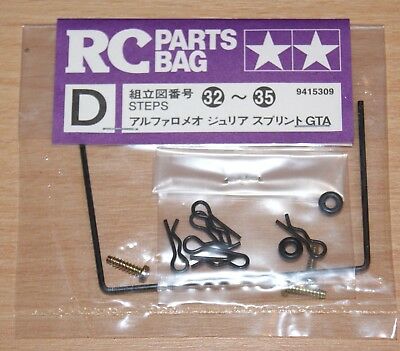 RC PARTS
BAG
D
組立図番号 ㉜～㉟
STEPS
9415309
アルファロメオ ジュリア スプリント GTA